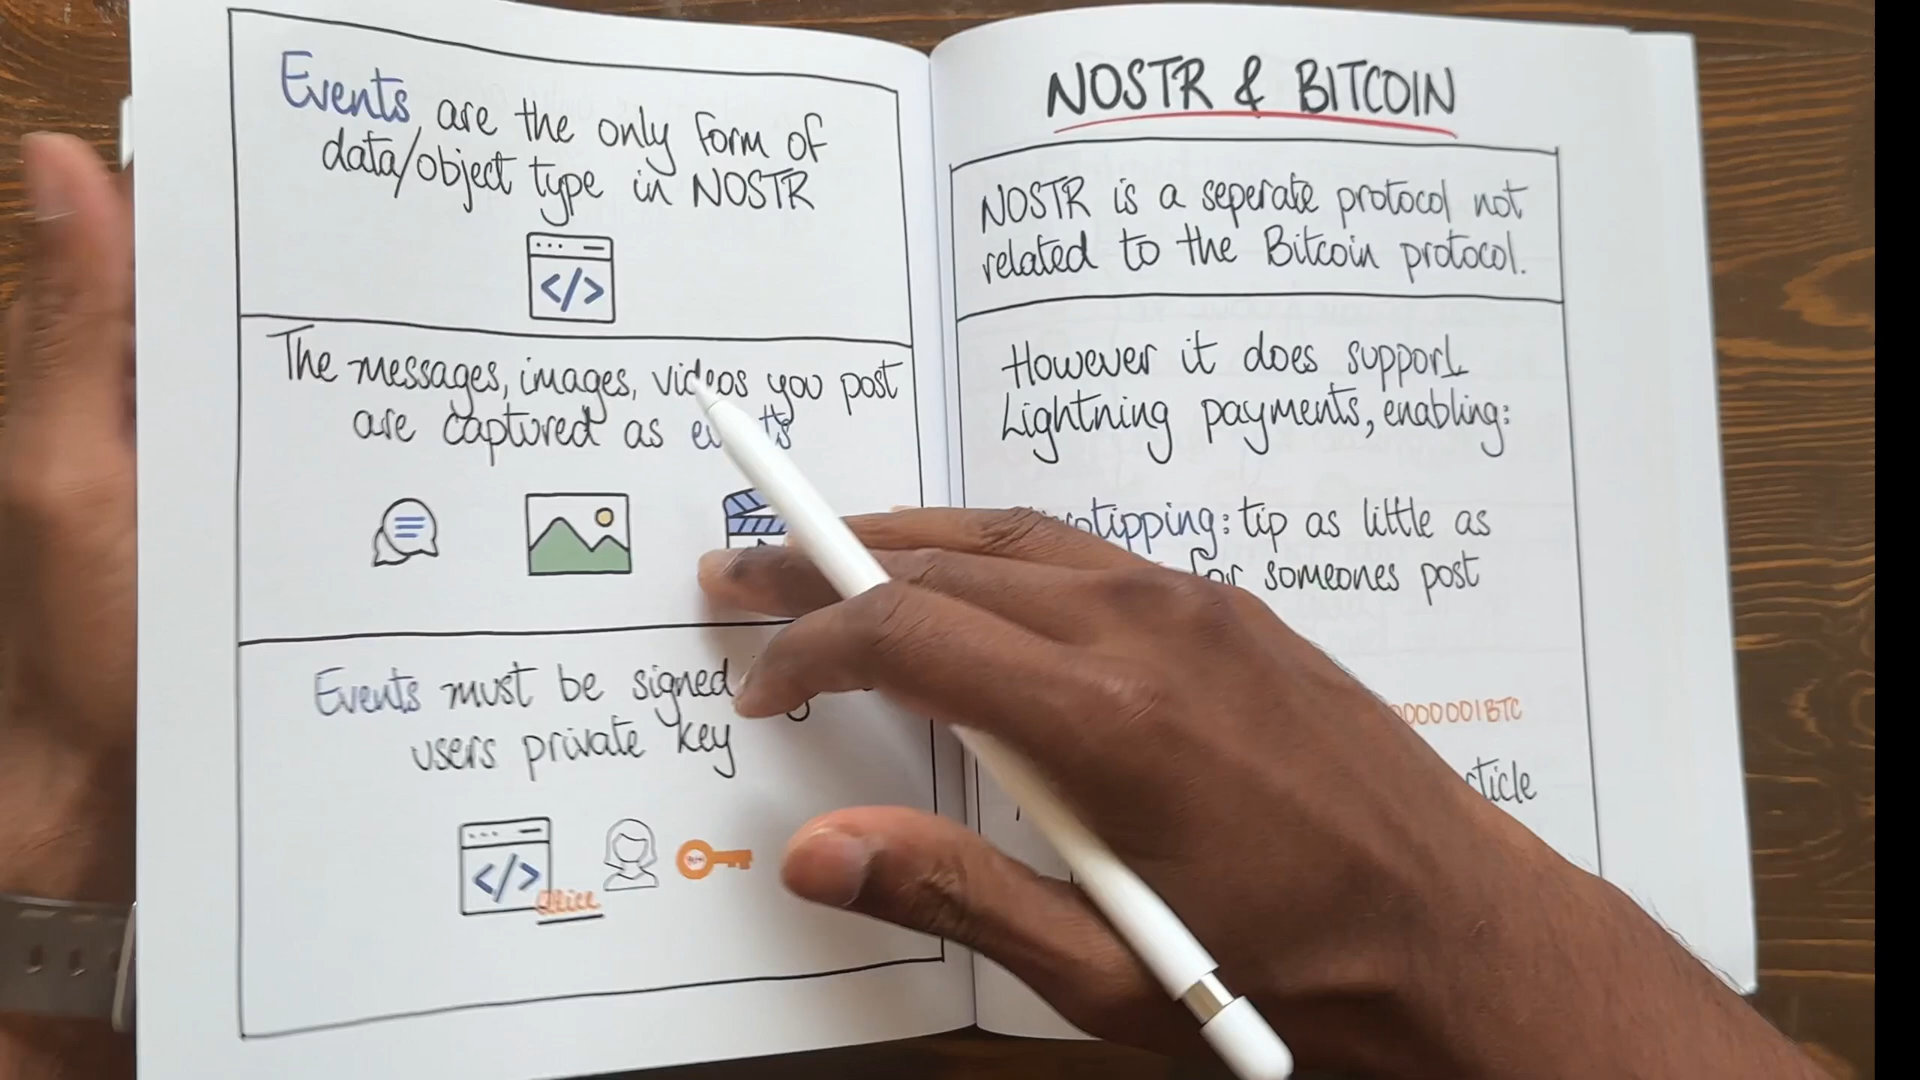 Events are the only form of
data/object type in NOSTR
</>
The messages, images, videos you post
are captured as
Events must be signed
users private key
</>
Alice
NOSTR & BITCOIN
NOSTR is a seperate protocol not
related to the Bitcoin protocol.
However it does support
Lightning payments, enabling:
tip as little as
for someones post